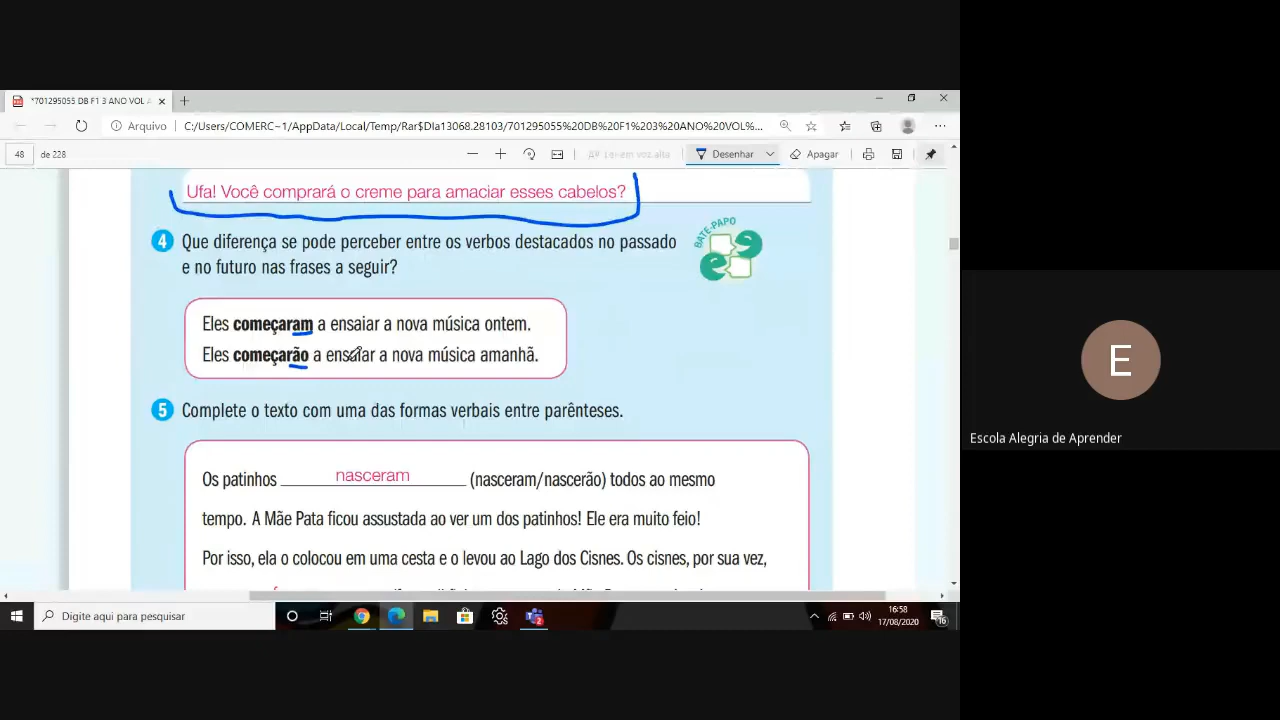 *701295055 DB F1 3 ANO VOL
Arquivo
C:/Users/COMERC~1/AppData/Local/Temp/Rar$DIa13068.28103/701295055%20DB%20F1%203%20ANO%20VOL%...
48 de 228
Ler em voz alta
Desenhar
Apagar
Ufa! Você comprará o creme para amaciar esses cabelos?
BATE-PAPO
4 Que diferença se pode perceber entre os verbos destacados no passado
e no futuro nas frases a seguir?
Eles começaram a ensaiar a nova música ontem.
Eles começarão a ensaiar a nova música amanhã.
5 Complete o texto com uma das formas verbais entre parênteses.
Os patinhos nasceram (nasceram/nascerão) todos ao mesmo
tempo. A Mãe Pata ficou assustada ao ver um dos patinhos! Ele era muito feio!
Por isso, ela o colocou em uma cesta e o levou ao Lago dos Cisnes. Os cisnes, por sua vez,
E
Escola Alegria de Aprender
Digite aqui para pesquisar
16:58
17/08/2020
16